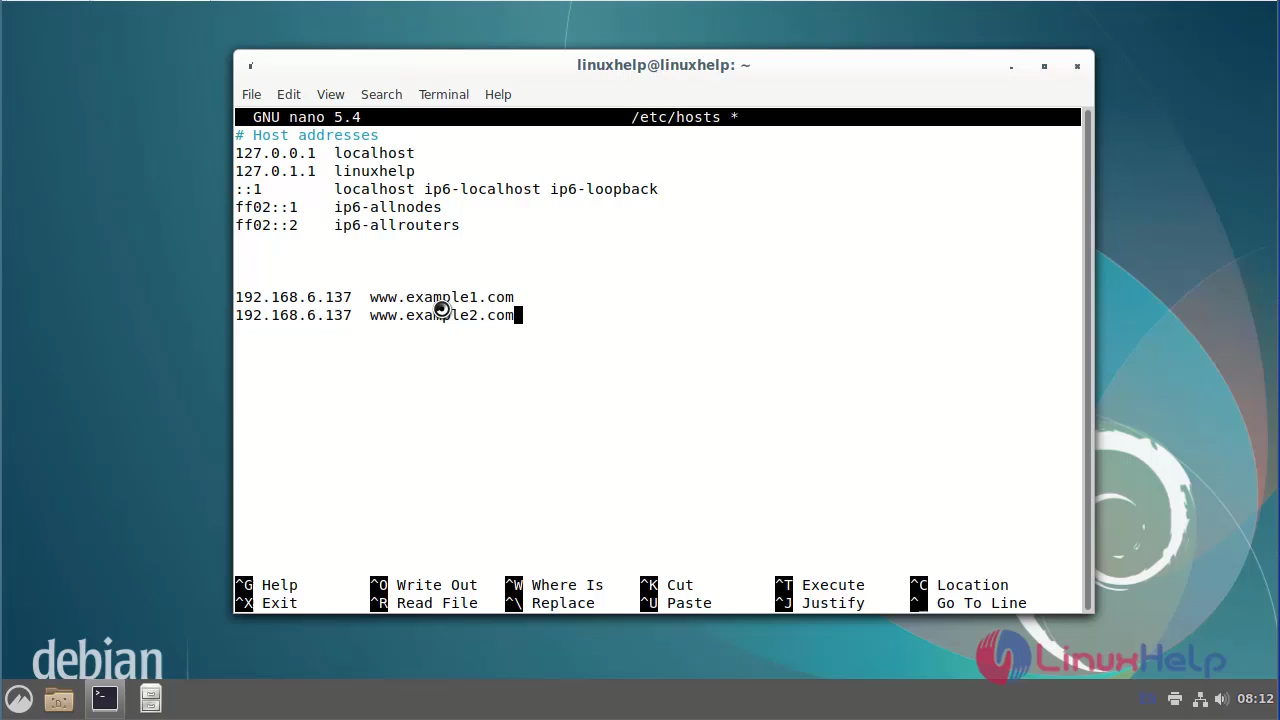 linuxhelp@linuxhelp: ~
File Edit View Search Terminal Help
GNU nano 5.4 /etc/hosts *
# Host addresses
127.0.0.1 localhost
127.0.1.1 linuxhelp
::1 localhost ip6-localhost ip6-loopback
ff02::1 ip6-allnodes
ff02::2 ip6-allrouters
192.168.6.137 www.example1.com
192.168.6.137 www.example2.com
^G Help ^O Write Out ^W Where Is ^K Cut ^T Execute ^C Location
^X Exit ^R Read File ^\ Replace ^U Paste ^J Justify ^_ Go To Line
debian
LinuxHelp
08:12